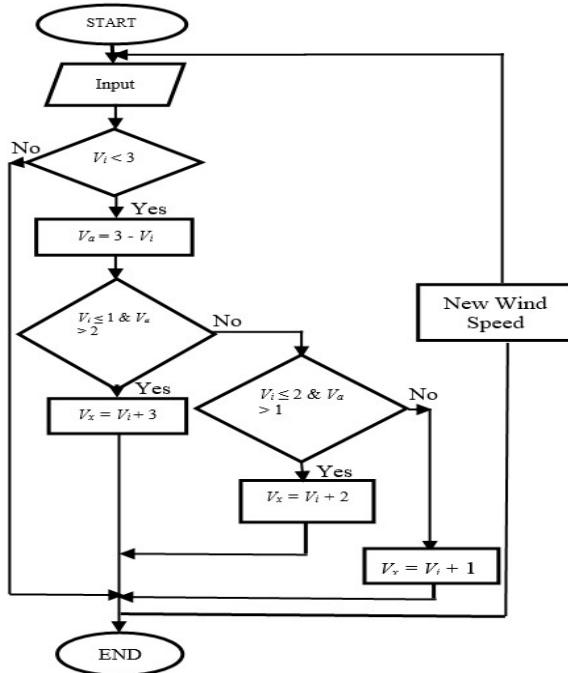 START
Input
No
Vi < 3
Yes
Va = 3 - Vi
Vi ≤ 1 & Va
> 2
No
Yes
Vx = Vi + 3
Vi ≤ 2 & Va
> 1
No
Yes
Vx = Vi + 2
Vx = Vi + 1
New Wind
Speed
END